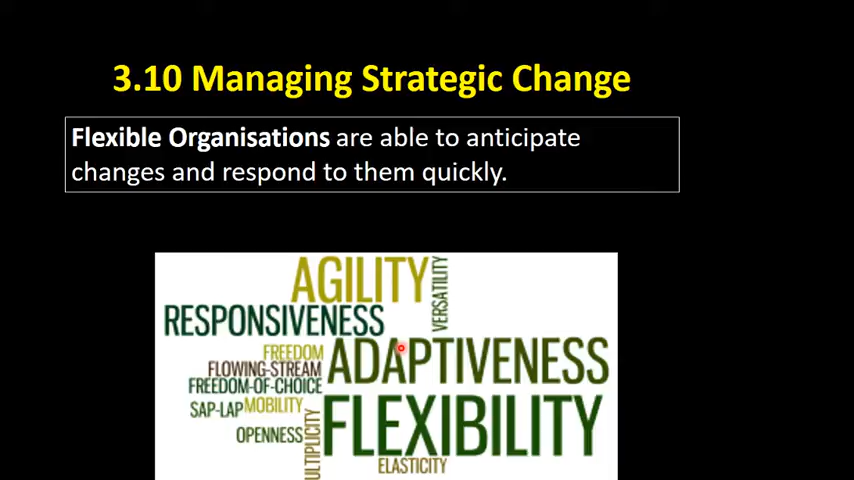 3.10 Managing Strategic Change
Flexible Organisations are able to anticipate
changes and respond to them quickly.
AGILITY
VERSATILITY
RESPONSIVENESS
FREEDOM
ADAPTIVENESS
FLOWING-STREAM
FREEDOM-OF-CHOICE
SAP-LAP
MOBILITY
FLEXIBILITY
OPENNESS
ULTIPLICITY
ELASTICITY